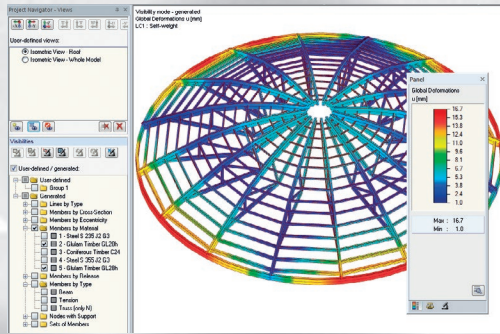 Project Navigator - Views
User-defined views:
Isometric View - Roof
Isometric View - Whole Model
Visibilities
User-defined / generated:
User-defined
Group 1
Generated
Lines by Type
Members by Cross-Section
Members by Eccentricity
Members by Material
1 - Steel S 235 J2 G3
2 - Glulam Timber GL20h
3 - Coniferous Timber C24
4 - Steel S 355 J2 G3
5 - Glulam Timber GL28h
Members by Release
Members by Type
Beam
Tension
Truss (only N)
Nodes with Support
Sets of Members
Visibility mode - generated
Global Deformations u [mm]
LC1 : Self-weight
Panel
Global Deformations
u [mm]
16.7
15.3
13.8
12.4
11.0
9.6
8.1
6.7
5.3
3.8
2.4
1.0
Max : 16.7
Min : 1.0